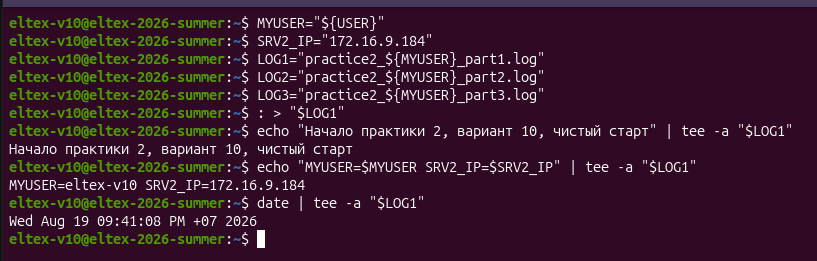 eltex-v10@eltex-2026-summer:~$ MYUSER="${USER}"
eltex-v10@eltex-2026-summer:~$ SRV2_IP="172.16.9.184"
eltex-v10@eltex-2026-summer:~$ LOG1="practice2_${MYUSER}_part1.log"
eltex-v10@eltex-2026-summer:~$ LOG2="practice2_${MYUSER}_part2.log"
eltex-v10@eltex-2026-summer:~$ LOG3="practice2_${MYUSER}_part3.log"
eltex-v10@eltex-2026-summer:~$ : > "$LOG1"
eltex-v10@eltex-2026-summer:~$ echo "Начало практики 2, вариант 10, чистый старт" | tee -a "$LOG1"
Начало практики 2, вариант 10, чистый старт
eltex-v10@eltex-2026-summer:~$ echo "MYUSER=$MYUSER SRV2_IP=$SRV2_IP" | tee -a "$LOG1"
MYUSER=eltex-v10 SRV2_IP=172.16.9.184
eltex-v10@eltex-2026-summer:~$ date | tee -a "$LOG1"
Wed Aug 19 09:41:08 PM +07 2026
eltex-v10@eltex-2026-summer:~$